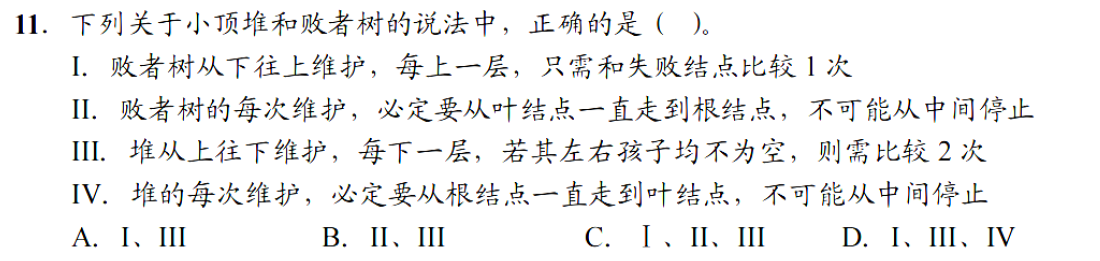 11. 下列关于小顶堆和败者树的说法中，正确的是（ ）。
I. 败者树从下往上维护，每上一层，只需和失败结点比较 1 次
II. 败者树的每次维护，必定要从叶结点一直走到根结点，不可能从中间停止
III. 堆从上往下维护，每下一层，若其左右孩子均不为空，则需比较 2 次
IV. 堆的每次维护，必定要从根结点一直走到叶结点，不可能从中间停止
A. I、III B. II、III C. Ⅰ、II、III D. I、III、IV